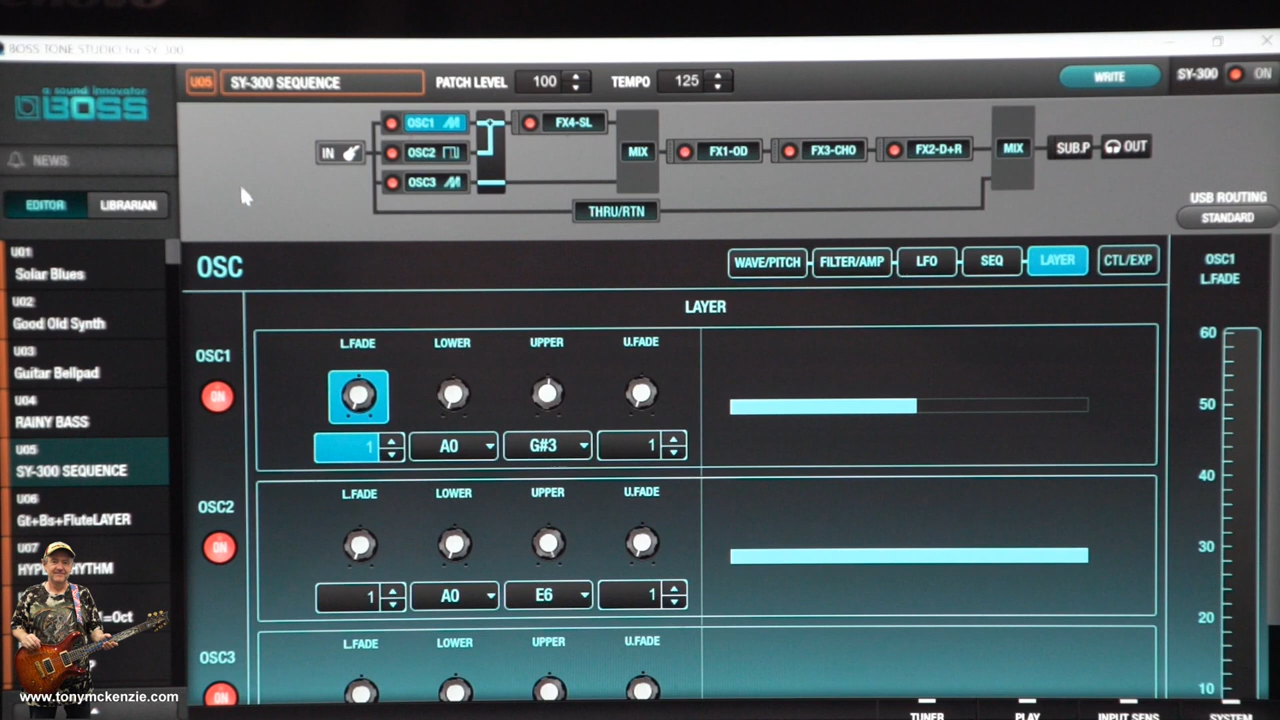 BOSS TONE STUDIO for SY-300
U05 SY-300 SEQUENCE PATCH LEVEL 100 TEMPO 125 WRITE SY-300 ON
a sound innovator
BOSS
NEWS
EDITOR LIBRARIAN
IN OSC1 OSC2 OSC3 FX4-SL MIX FX1-OD FX3-CHO FX2-D+R MIX SUB.P OUT
THRU/RTN
USB ROUTING
STANDARD
U01
Solar Blues
U02
Good Old Synth
U03
Guitar Bellpad
U04
RAINY BASS
U05
SY-300 SEQUENCE
U06
Gt+Bs+FluteLAYER
U07
OSC WAVE/PITCH FILTER/AMP LFO SEQ LAYER CTL/EXP
LAYER
OSC1
L.FADE LOWER UPPER U.FADE
ON
1 A0 G#3 1
OSC2
L.FADE LOWER UPPER U.FADE
ON
1 A0 E6 1
OSC3
L.FADE LOWER UPPER U.FADE
ON
OSC1
L.FADE
60
50
40
30
20
10
TUNER PLAY INPUT SENS SYSTEM
www.tonymckenzie.com